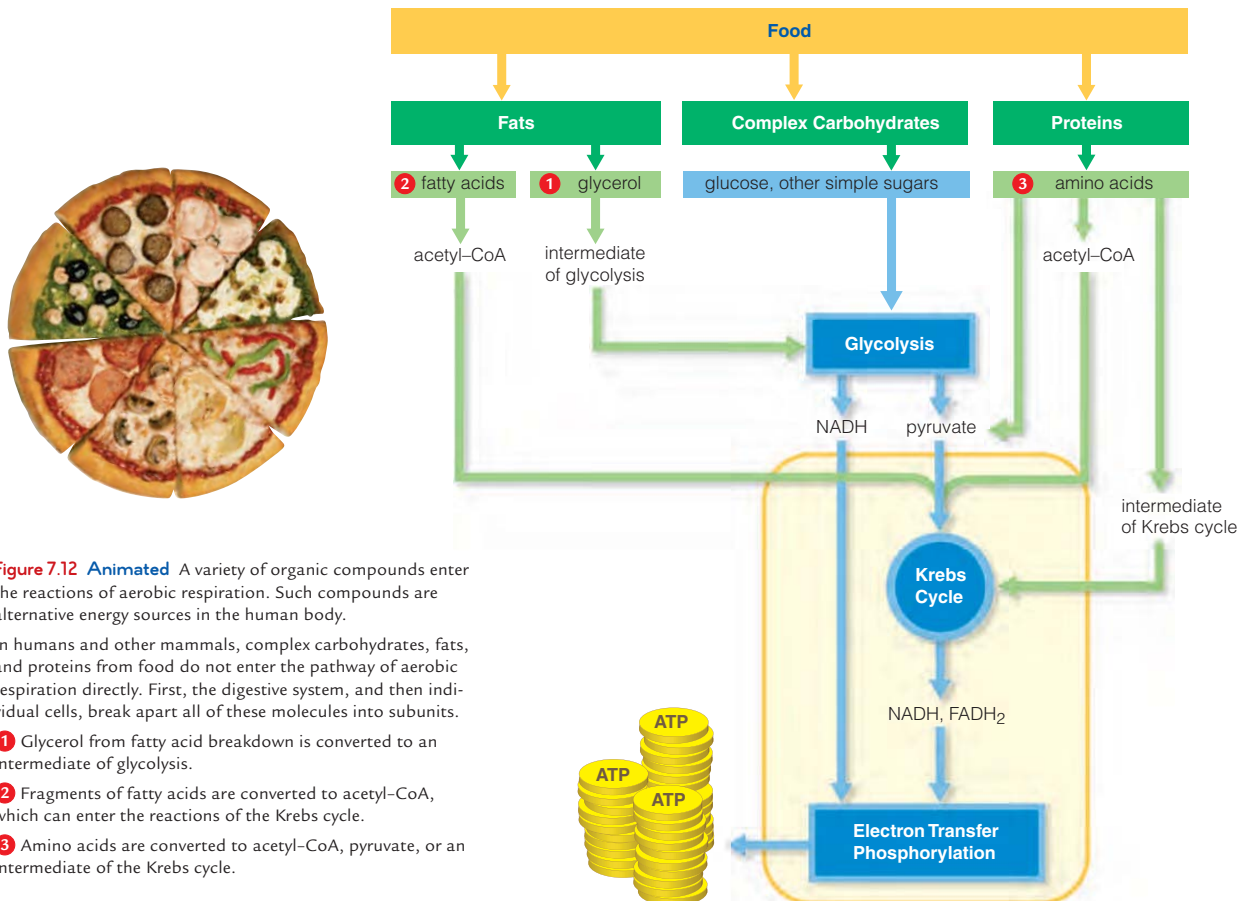 Food
Fats
Complex Carbohydrates
Proteins
2 fatty acids
1 glycerol
glucose, other simple sugars
3 amino acids
acetyl–CoA
intermediate
of glycolysis
acetyl–CoA
Glycolysis
NADH
pyruvate
intermediate
of Krebs cycle
Krebs
Cycle
NADH, FADH2
ATP
ATP
ATP
Electron Transfer
Phosphorylation
Figure 7.12 Animated A variety of organic compounds enter
the reactions of aerobic respiration. Such compounds are
alternative energy sources in the human body.
In humans and other mammals, complex carbohydrates, fats,
and proteins from food do not enter the pathway of aerobic
respiration directly. First, the digestive system, and then indi-
vidual cells, break apart all of these molecules into subunits.
1 Glycerol from fatty acid breakdown is converted to an
intermediate of glycolysis.
2 Fragments of fatty acids are converted to acetyl–CoA,
which can enter the reactions of the Krebs cycle.
3 Amino acids are converted to acetyl–CoA, pyruvate, or an
intermediate of the Krebs cycle.